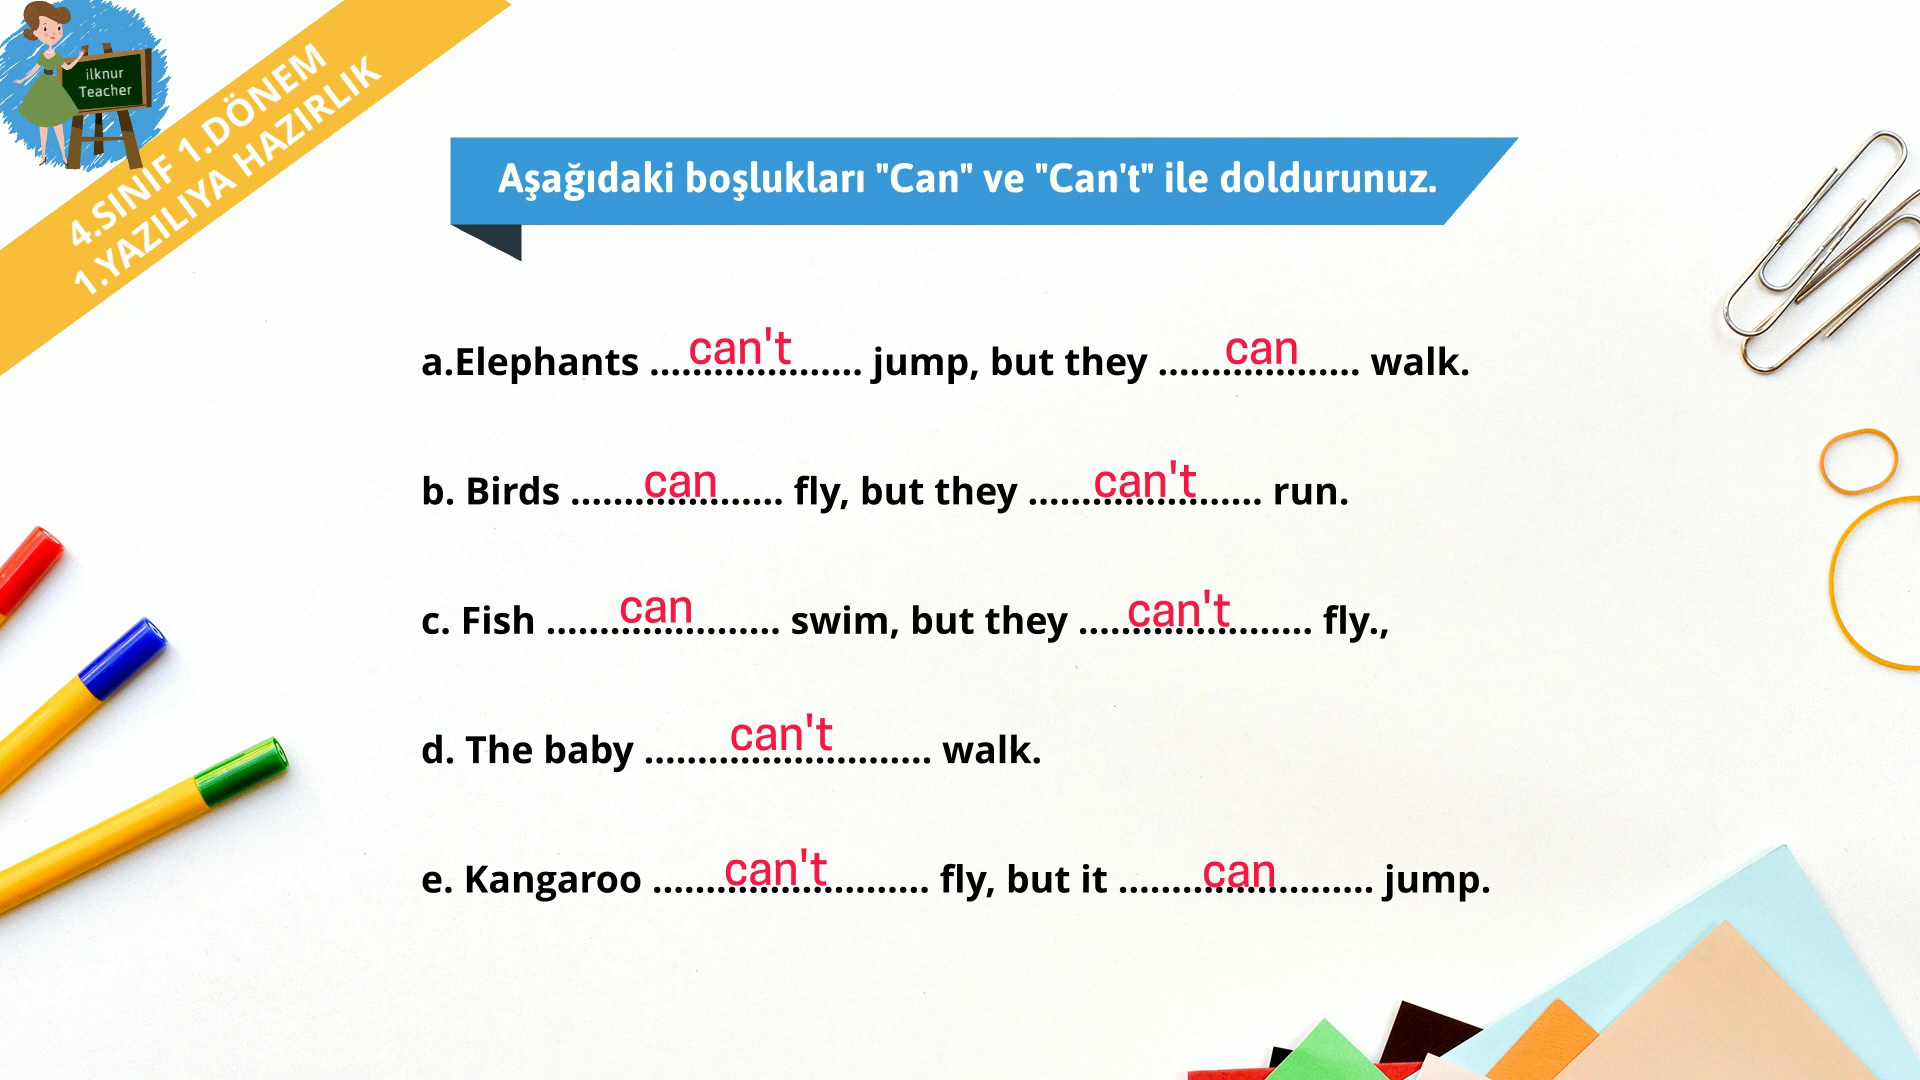 ilknur
Teacher
4.SINIF 1.DÖNEM
1.YAZILIYA HAZIRLIK
Aşağıdaki boşlukları "Can" ve "Can't" ile doldurunuz.
a.Elephants ....can't.... jump, but they ....can.... walk.
b. Birds ....can.... fly, but they ....can't.... run.
c. Fish ....can.... swim, but they ....can't.... fly.,
d. The baby ....can't.... walk.
e. Kangaroo ....can't.... fly, but it ....can.... jump.